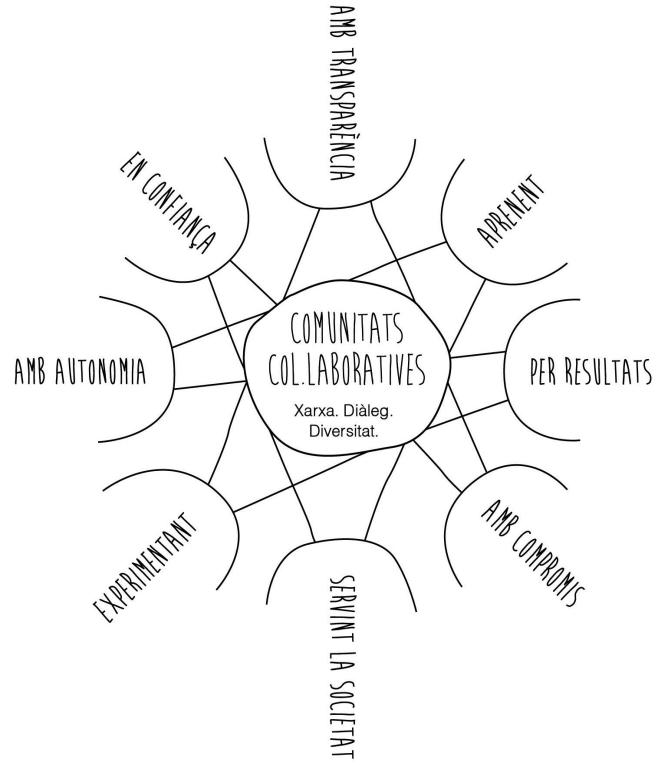 AMB TRANSPARÈNCIA
EN CONFIANÇA
APRENENT
COMUNITATS
COL.LABORATIVES
Xarxa. Diàleg.
Diversitat.
AMB AUTONOMIA
PER RESULTATS
EXPERIMENTANT
AMB COMPROMIS
SERVINT LA SOCIETAT